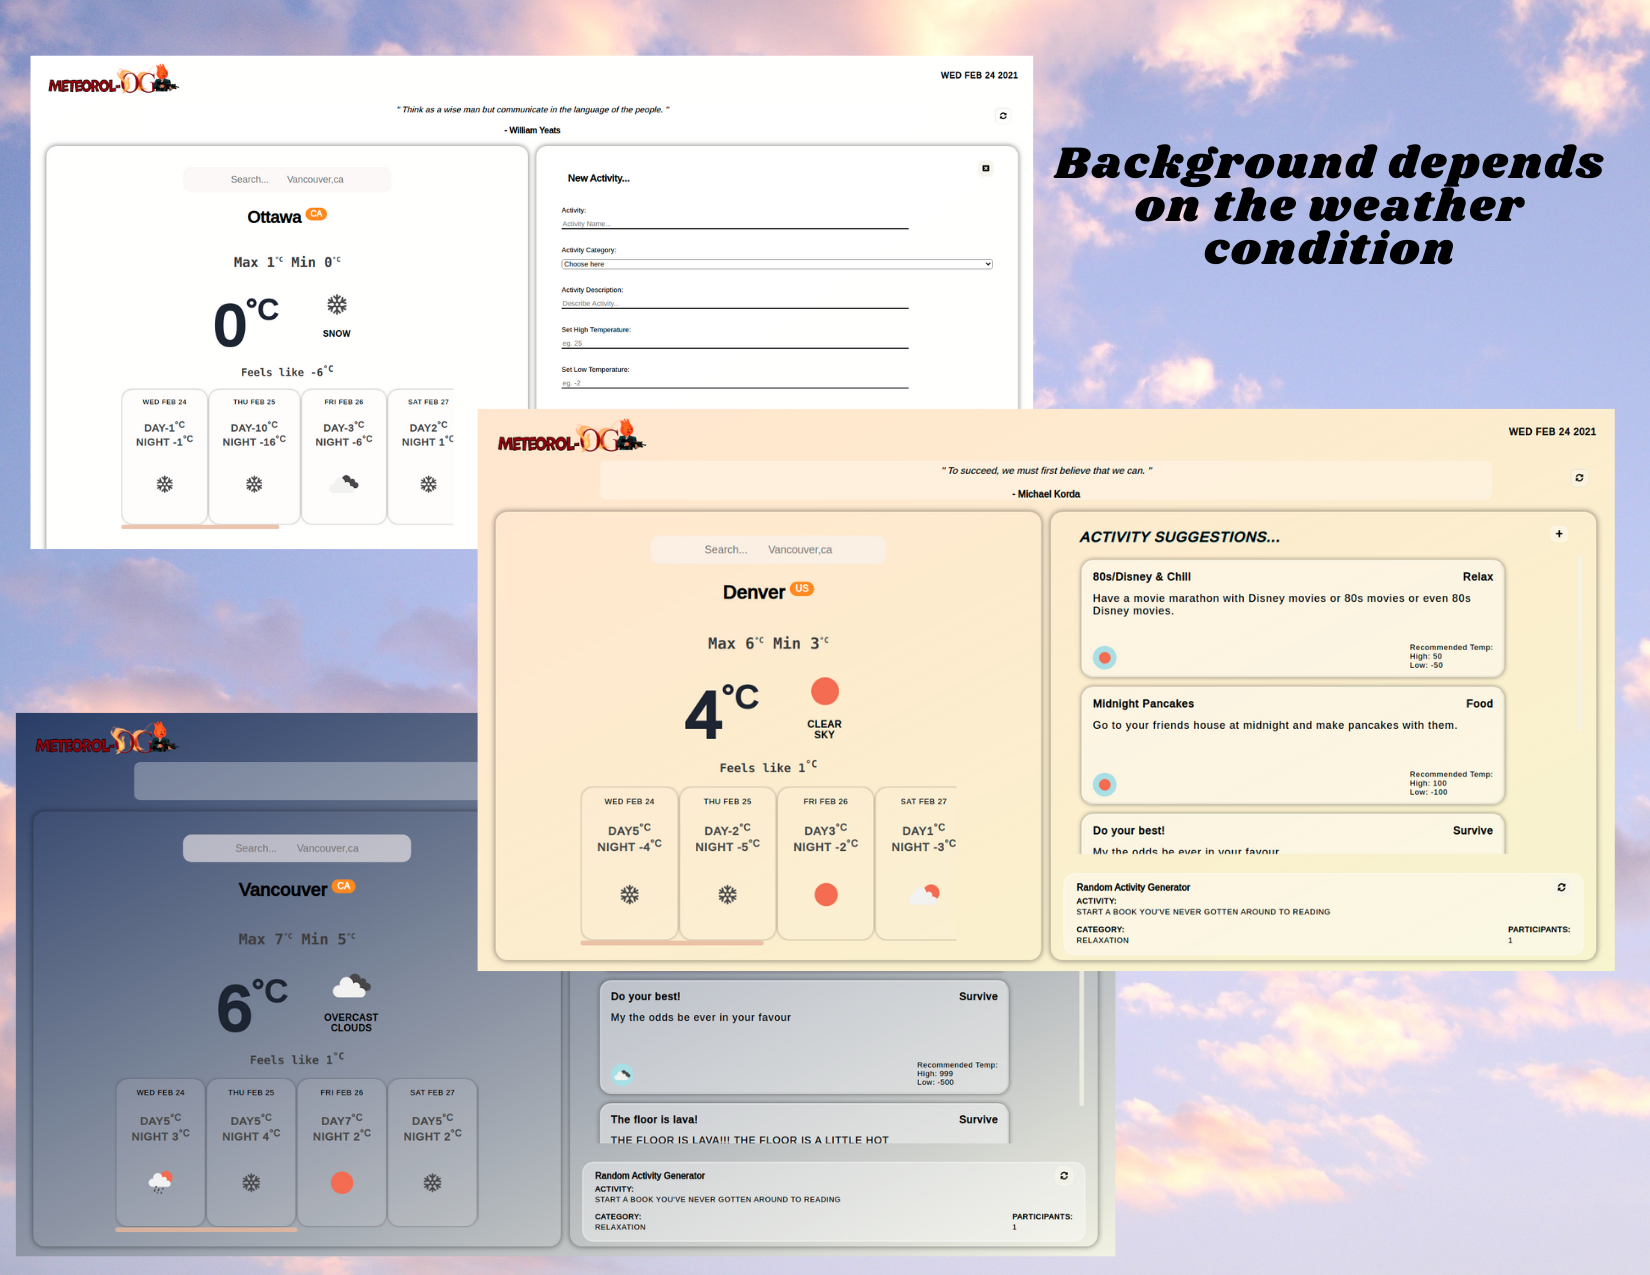 METEOROL-OG
WED FEB 24 2021
" Think as a wise man but communicate in the language of the people. "
- William Yeats
Search... Vancouver,ca
Ottawa CA
Max 1°C Min 0°C
0°C
SNOW
Feels like -6°C
WED FEB 24
DAY-1°C
NIGHT -1°C
THU FEB 25
DAY-10°C
NIGHT -16°C
FRI FEB 26
DAY-3°C
NIGHT -6°C
SAT FEB 27
DAY2°C
NIGHT 1°C
New Activity...
Activity:
Activity Name...
Activity Category:
Choose here
Activity Description:
Describe Activity...
Set High Temperature:
eg. 25
Set Low Temperature:
eg. -2
Background depends
on the weather
condition
METEOROL-OG
WED FEB 24 2021
" To succeed, we must first believe that we can. "
- Michael Korda
Search... Vancouver,ca
Denver US
Max 6°C Min 3°C
4°C
CLEAR
SKY
Feels like 1°C
WED FEB 24
DAY5°C
NIGHT -4°C
THU FEB 25
DAY-2°C
NIGHT -5°C
FRI FEB 26
DAY3°C
NIGHT -2°C
SAT FEB 27
DAY1°C
NIGHT -3°C
ACTIVITY SUGGESTIONS...
+
80s/Disney & Chill Relax
Have a movie marathon with Disney movies or 80s movies or even 80s
Disney movies.
Recommended Temp:
High: 50
Low: -50
Midnight Pancakes Food
Go to your friends house at midnight and make pancakes with them.
Recommended Temp:
High: 100
Low: -100
Do your best! Survive
My the odds be ever in your favour
Random Activity Generator
ACTIVITY:
START A BOOK YOU'VE NEVER GOTTEN AROUND TO READING
CATEGORY:
RELAXATION
PARTICIPANTS:
1
METEOROL-OG
Search... Vancouver,ca
Vancouver CA
Max 7°C Min 5°C
6°C
OVERCAST
CLOUDS
Feels like 1°C
WED FEB 24
DAY5°C
NIGHT 3°C
THU FEB 25
DAY5°C
NIGHT 4°C
FRI FEB 26
DAY7°C
NIGHT 2°C
SAT FEB 27
DAY5°C
NIGHT 2°C
Do your best! Survive
My the odds be ever in your favour
Recommended Temp:
High: 999
Low: -500
The floor is lava! Survive
THE FLOOR IS LAVA!!! THE FLOOR IS A LITTLE HOT
Random Activity Generator
ACTIVITY:
START A BOOK YOU'VE NEVER GOTTEN AROUND TO READING
CATEGORY:
RELAXATION
PARTICIPANTS:
1